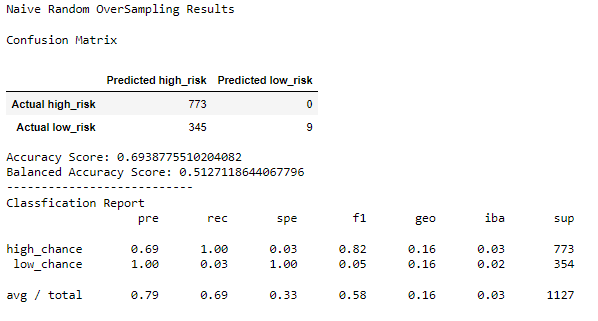 Naive Random OverSampling Results
Confusion Matrix
Predicted high_risk Predicted low_risk
Actual high_risk 773 0
Actual low_risk 345 9
Accuracy Score: 0.6938775510204082
Balanced Accuracy Score: 0.5127118644067796
---------------------------
Classfication Report
pre rec spe f1 geo iba sup
high_chance 0.69 1.00 0.03 0.82 0.16 0.03 773
low_chance 1.00 0.03 1.00 0.05 0.16 0.02 354
avg / total 0.79 0.69 0.33 0.58 0.16 0.03 1127